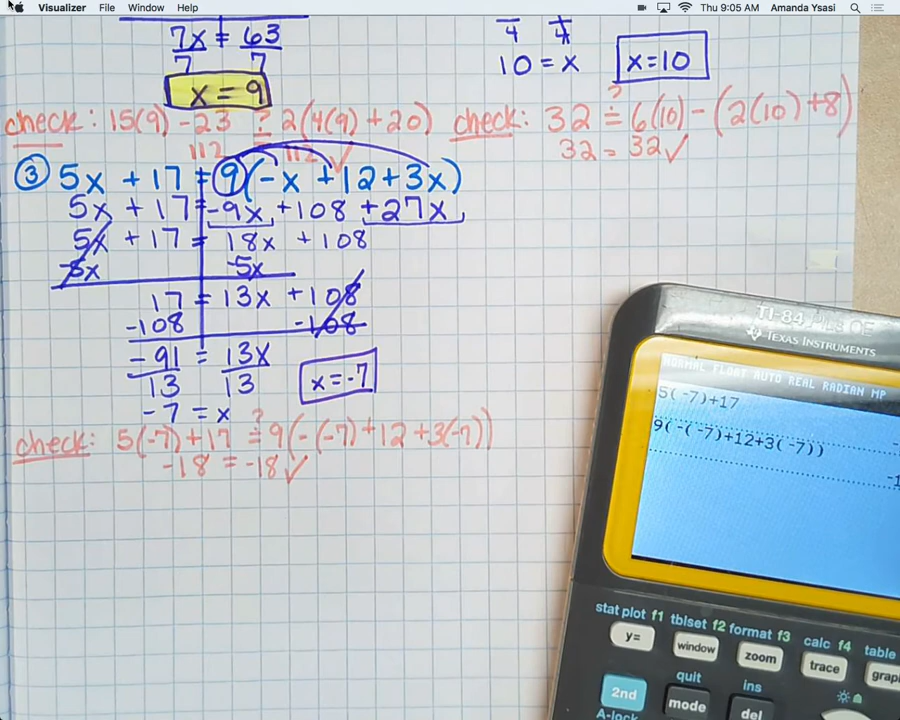 Visualizer File Window Help Thu 9:05 AM Amanda Ysasi
7x = 63
7 7
x = 9
4 4
10 = x x=10
check: 15(9) -23 ?= 2(4(9) + 20)
112 = 112 ✓
check: 32 ?= 6(10) - (2(10) +8)
32 = 32 ✓
③ 5x + 17 = 9(-x + 12 + 3x)
5x + 17 = -9x + 108 + 27x
5x + 17 = 18x + 108
-5x -5x
17 = 13x + 108
-108 -108
-91 = 13x
13 13
-7 = x
x = -7
check: 5(-7) + 17 ?= 9(-(-7) + 12 + 3(-7))
-18 = -18 ✓
TI-84 Plus CE
TEXAS INSTRUMENTS
NORMAL FLOAT AUTO REAL RADIAN MP
5(-7)+17
9(-(-7)+12+3(-7))
stat plot f1 tblset f2 format f3 calc f4 table
y= window zoom trace grap
quit ins
2nd mode del
A-lock